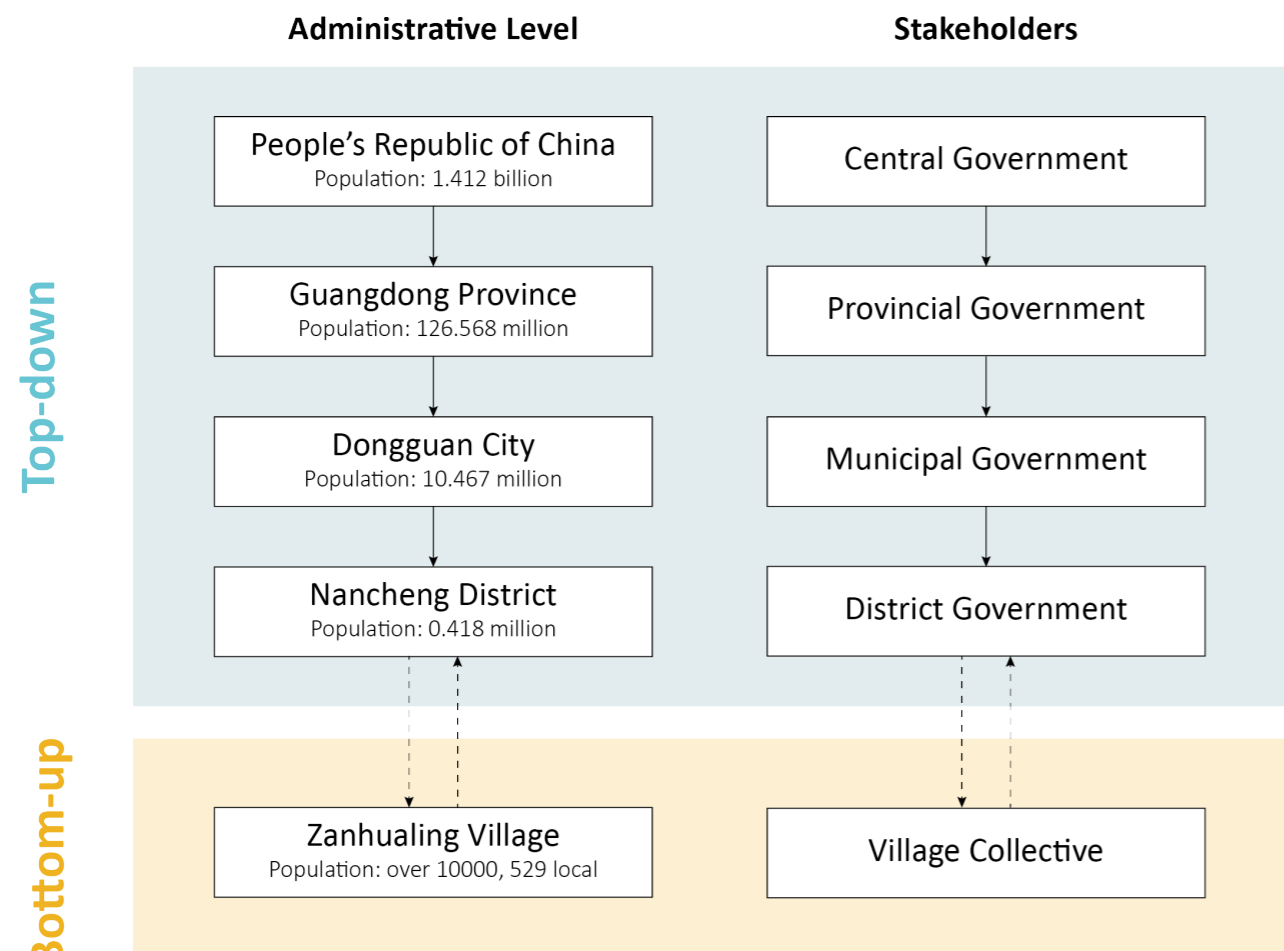 Administrative Level
Stakeholders
Top-down
People's Republic of China
Population: 1.412 billion
Central Government
Guangdong Province
Population: 126.568 million
Provincial Government
Dongguan City
Population: 10.467 million
Municipal Government
Nancheng District
Population: 0.418 million
District Government
Bottom-up
Zanhualing Village
Population: over 10000, 529 local
Village Collective